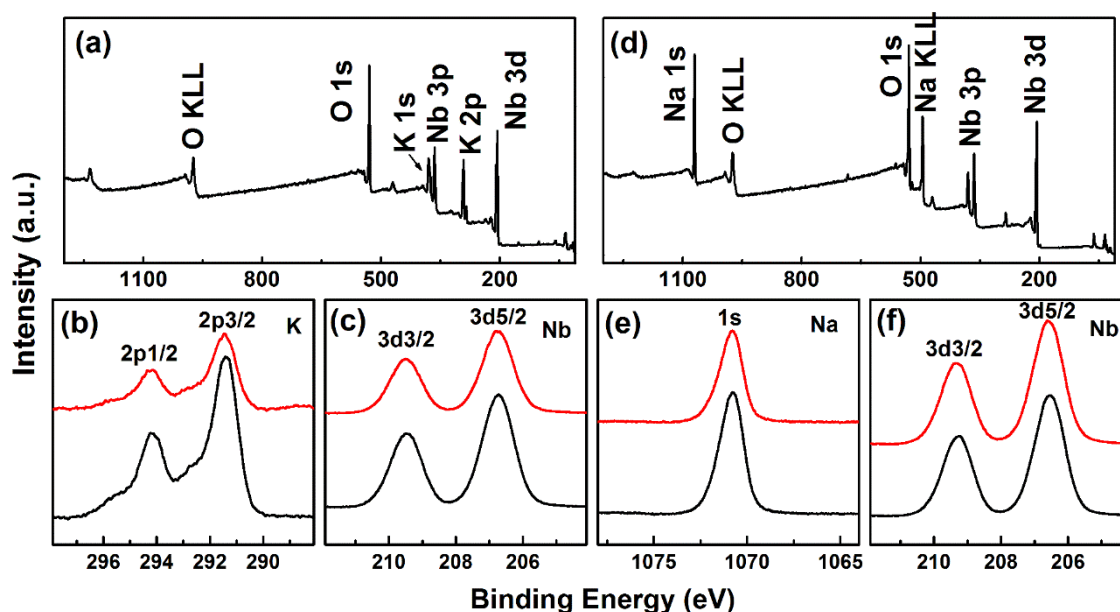 Intensity (a.u.)
(a)
O KLL
O 1s
K 1s
Nb 3p
K 2p
Nb 3d
1100
800
500
200
(d)
Na 1s
O KLL
O 1s
Na KLL
Nb 3p
Nb 3d
1100
800
500
200
(b)
K
2p1/2
2p3/2
296
294
292
290
(c)
Nb
3d3/2
3d5/2
210
208
206
(e)
Na
1s
1075
1070
1065
(f)
Nb
3d3/2
3d5/2
210
208
206
Binding Energy (eV)